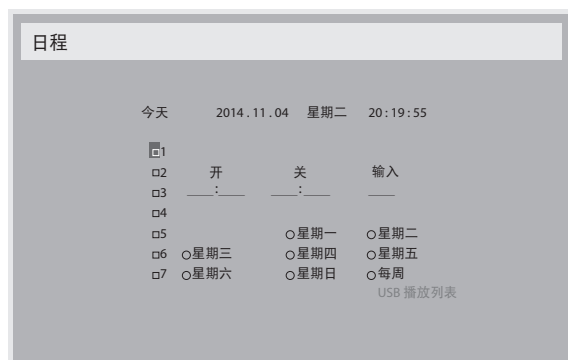 日程
今天 2014.11.04 星期二 20:19:55
1
2 开 关 输入
3 __:__ __:__ __
4
5 星期一 星期二
6 星期三 星期四 星期五
7 星期六 星期日 每周
USB 播放列表